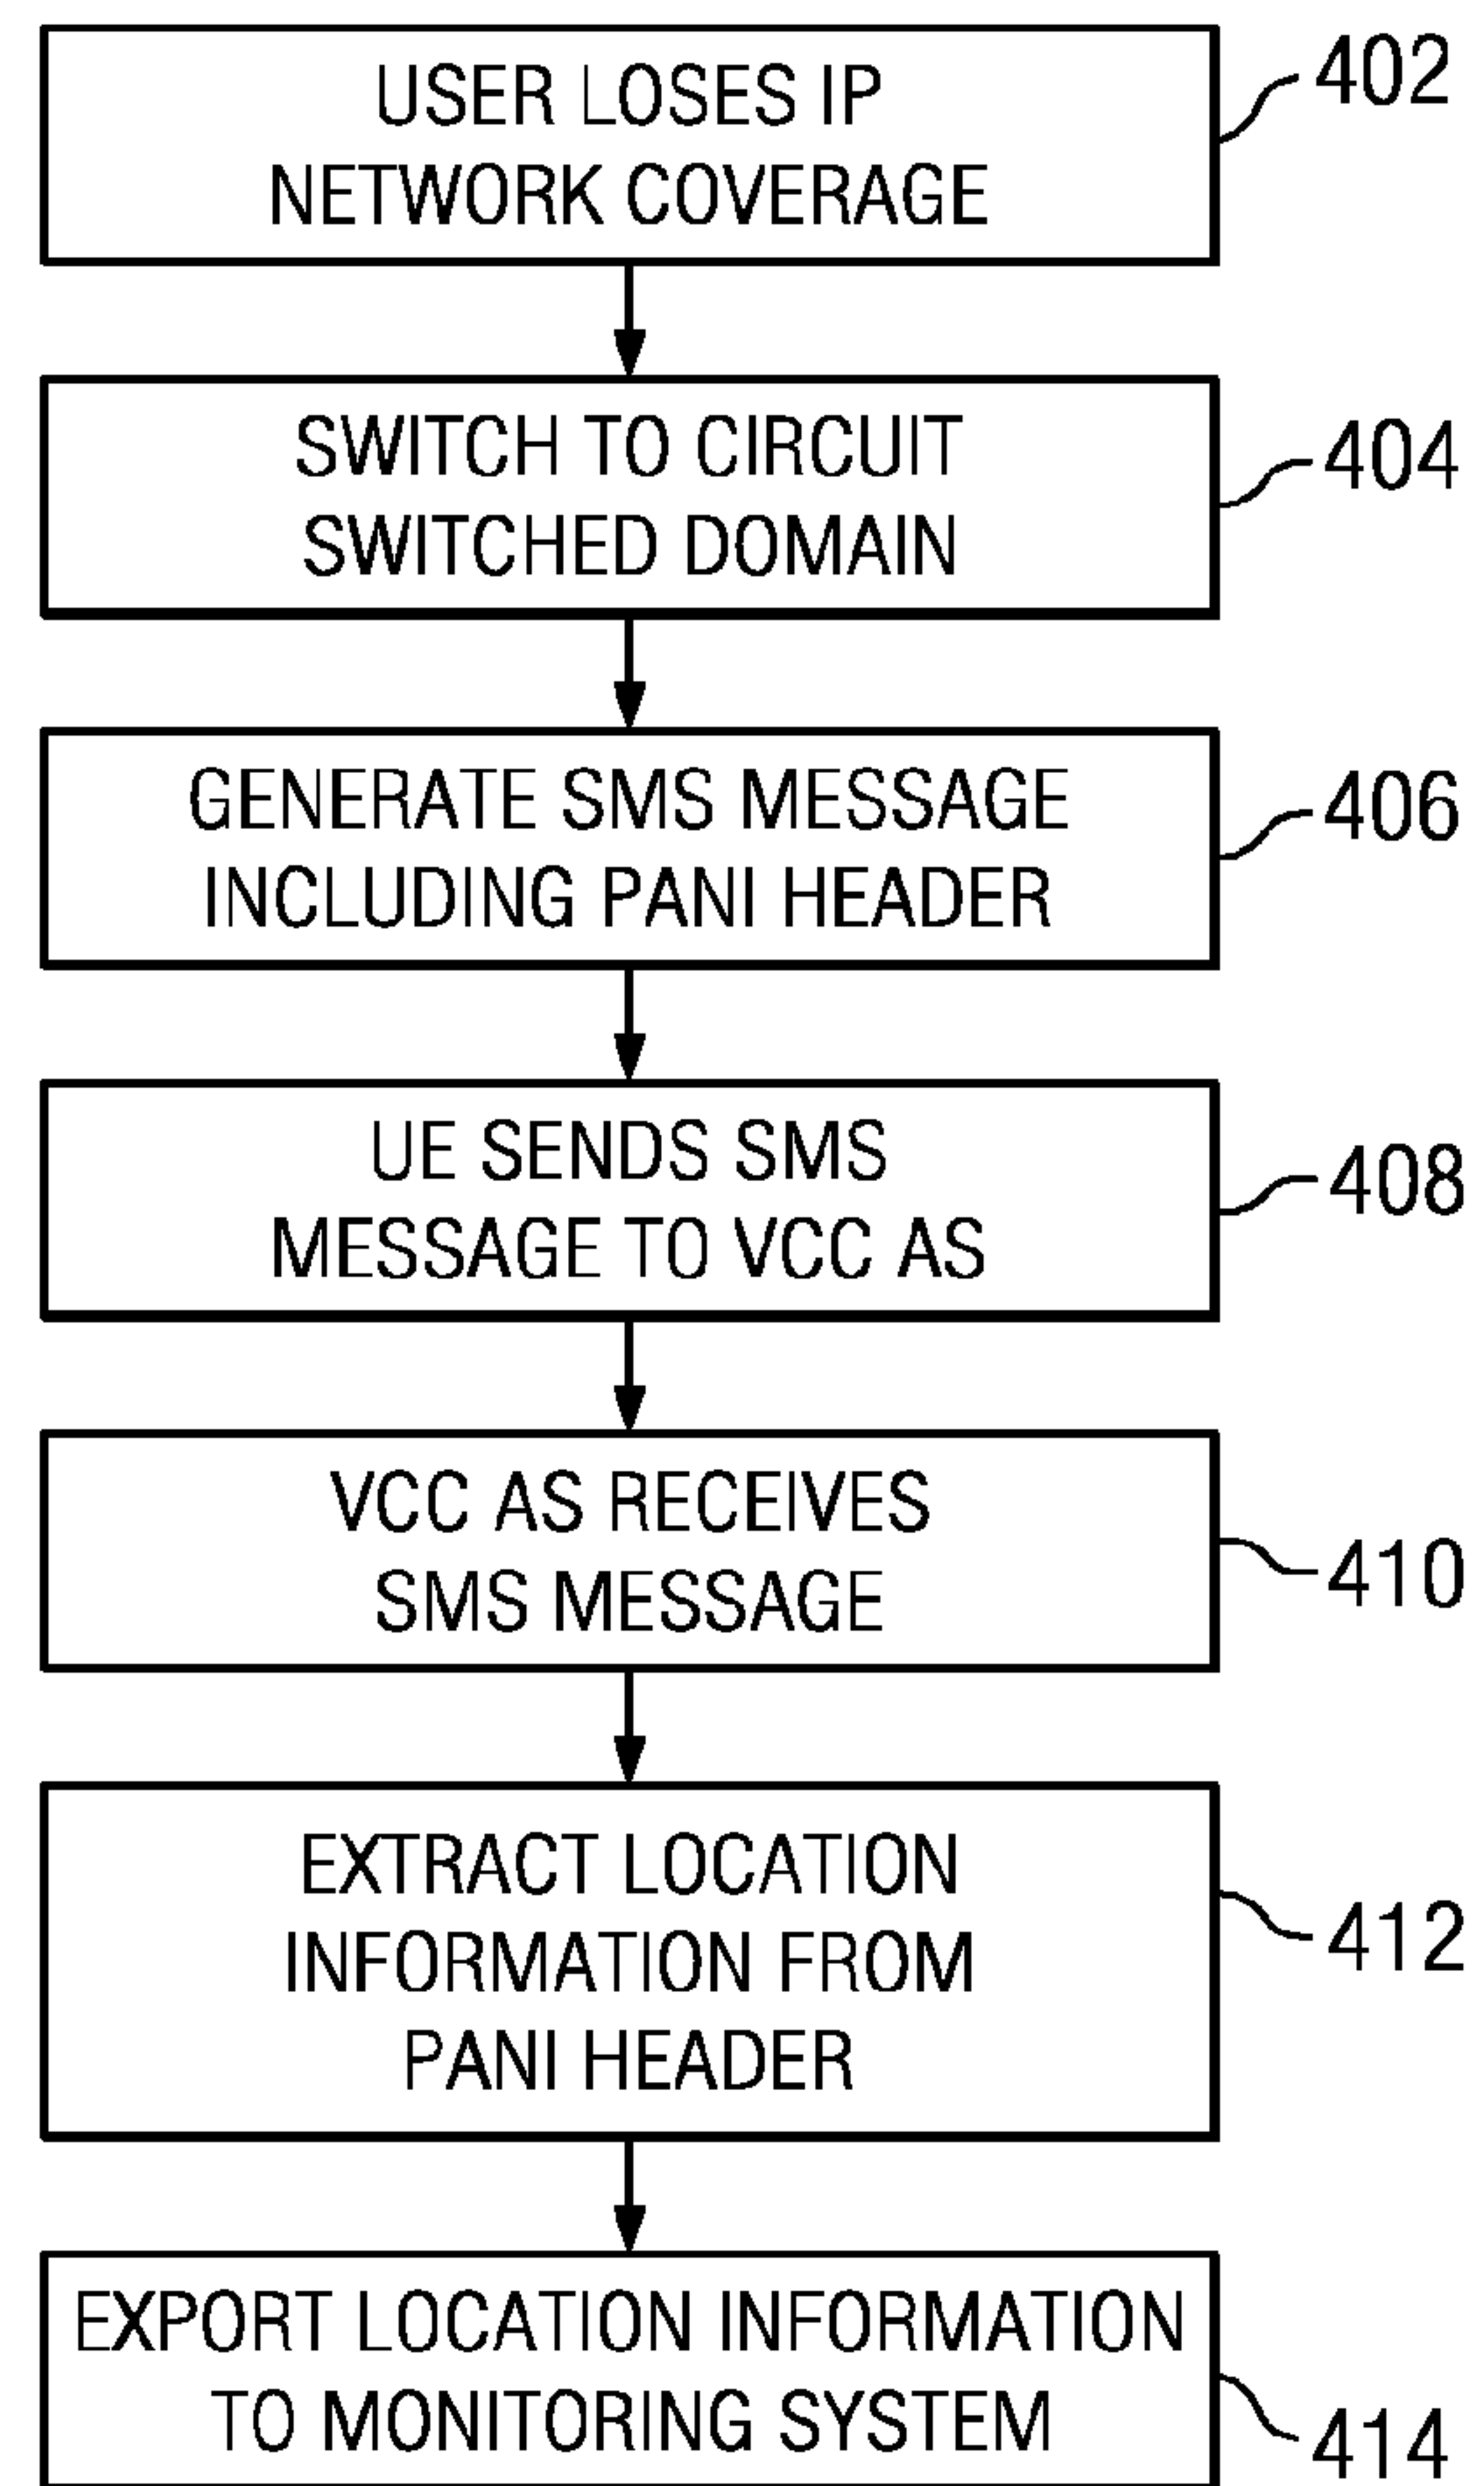 USER LOSES IP
NETWORK COVERAGE
402
SWITCH TO CIRCUIT
SWITCHED DOMAIN
404
GENERATE SMS MESSAGE
INCLUDING PANI HEADER
406
UE SENDS SMS
MESSAGE TO VCC AS
408
VCC AS RECEIVES
SMS MESSAGE
410
EXTRACT LOCATION
INFORMATION FROM
PANI HEADER
412
EXPORT LOCATION INFORMATION
TO MONITORING SYSTEM
414